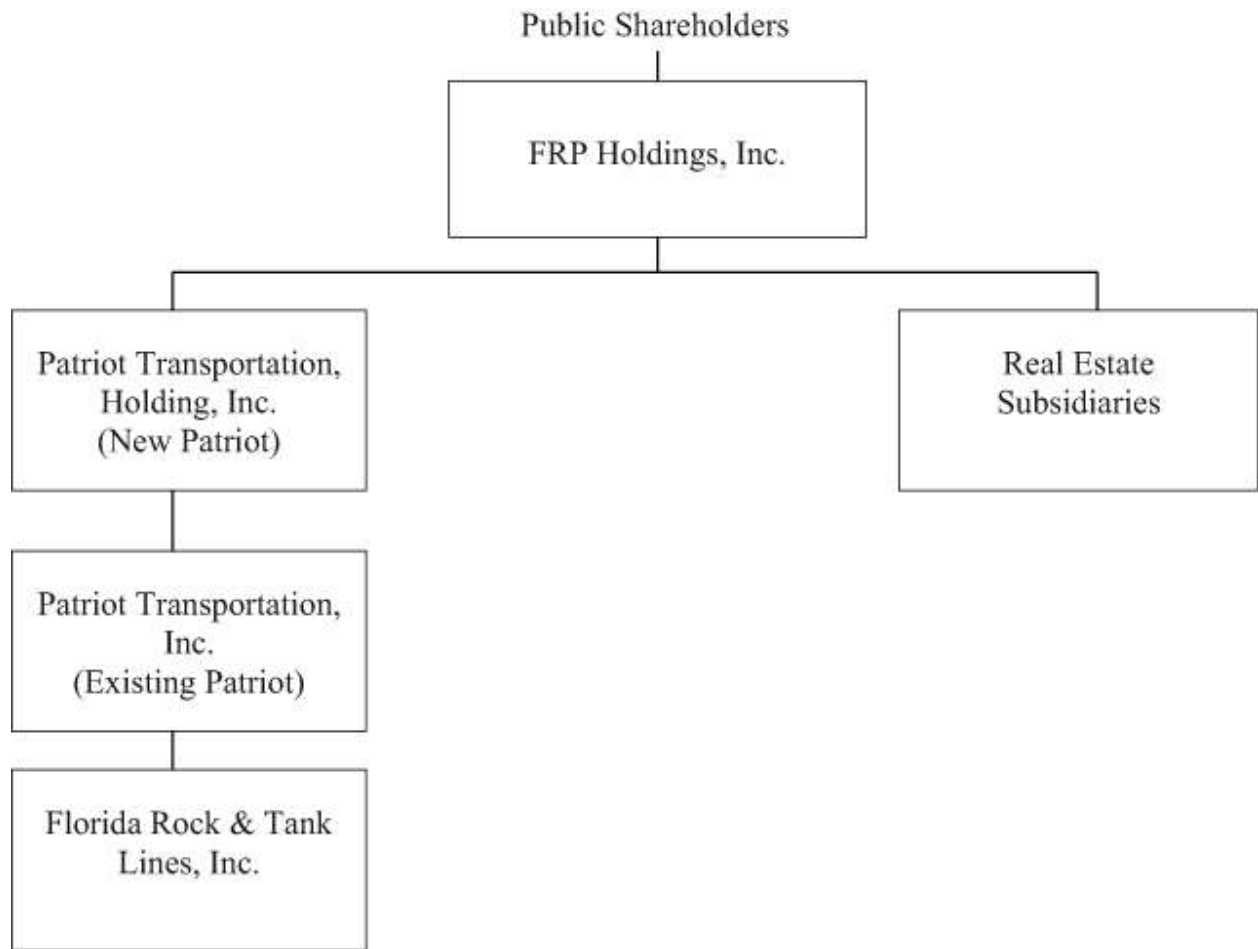 Public Shareholders
FRP Holdings, Inc.
Patriot Transportation,
Holding, Inc.
(New Patriot)
Real Estate
Subsidiaries
Patriot Transportation,
Inc.
(Existing Patriot)
Florida Rock & Tank
Lines, Inc.